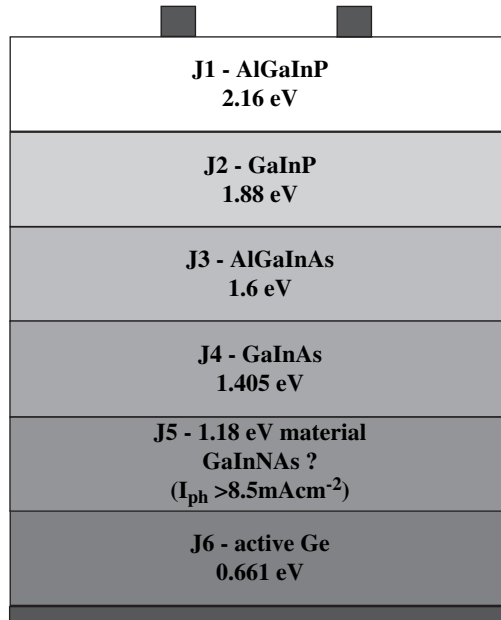 J1 - AlGaInP
2.16 eV
J2 - GaInP
1.88 eV
J3 - AlGaInAs
1.6 eV
J4 - GaInAs
1.405 eV
J5 - 1.18 eV material
GaInNAs ?
(I_ph >8.5mAcm^-2)
J6 - active Ge
0.661 eV